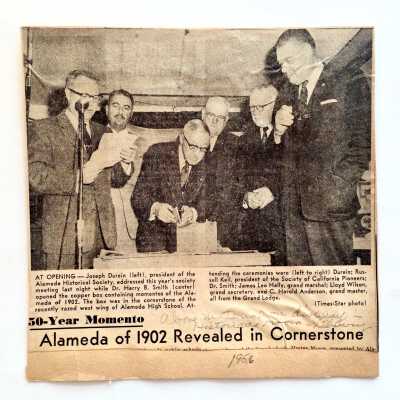 AT OPENING — Joseph Durein (left), president of the
Alameda Historical Society, addressed this year's society
meeting last night while Dr. Harry B. Smith (center)
opened the copper box containing mementos of the Ala-
meda of 1902. The box was in the cornerstone of the
recently razed west wing of Alameda High School. At-
tending the ceremonies were (left to right) Durein; Rus-
sell Keil, president of the Society of California Pioneers;
Dr. Smith; James Leo Halley, grand marshal; Lloyd Wilson,
grand secretary, and C. Harold Anderson, grand master,
all from the Grand Lodge.
(Times-Star photo)
50-Year Momento
Alameda of 1902 Revealed in Cornerstone
1956